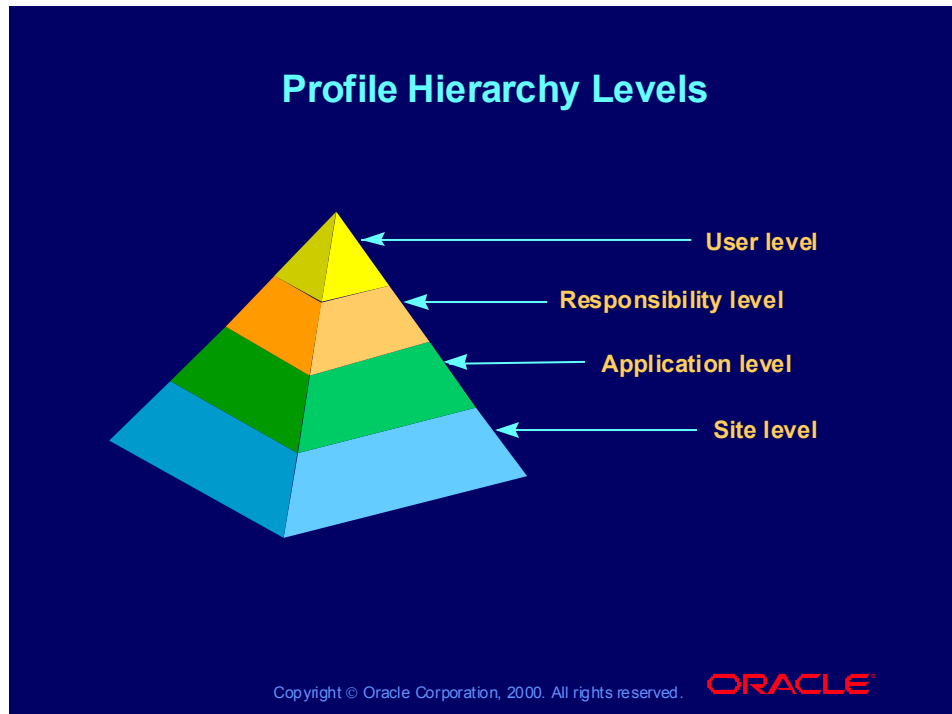 Profile Hierarchy Levels
User level
Responsibility level
Application level
Site level
Copyright © Oracle Corporation, 2000. All rights reserved.
ORACLE®